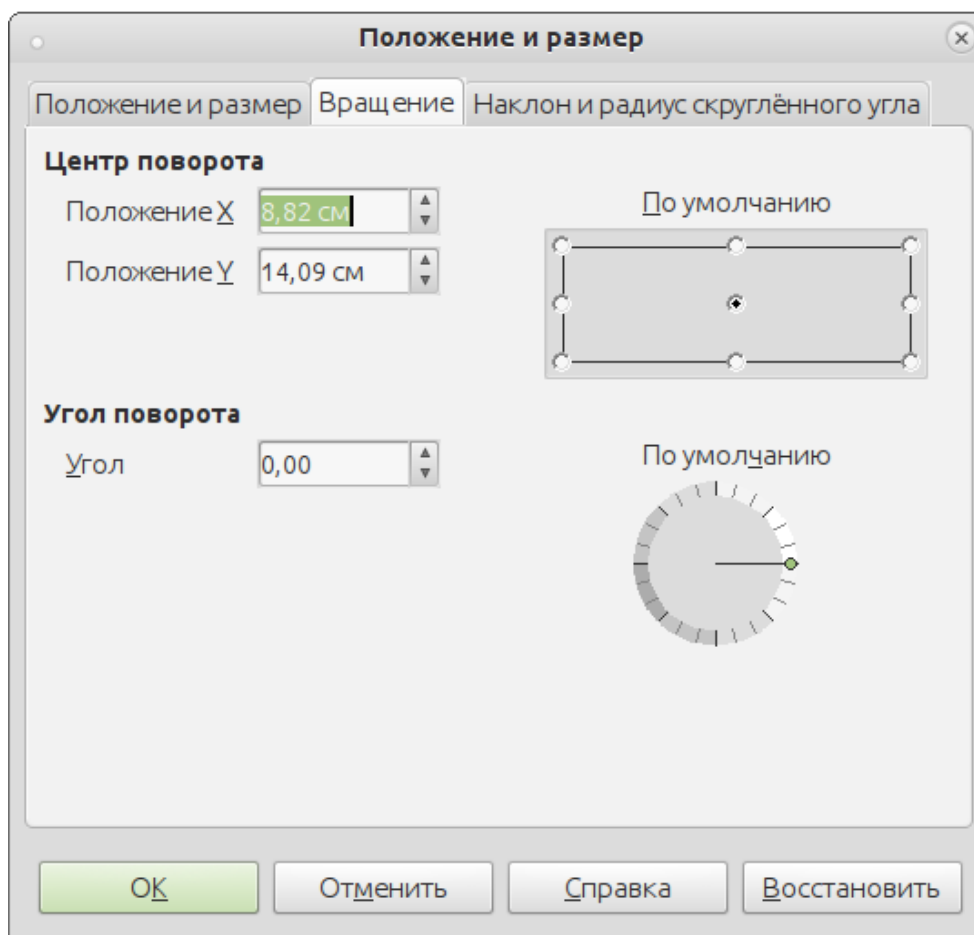 Положение и размер
Положение и размер Вращение Наклон и радиус скруглённого угла
Центр поворота
Положение X 8,82 см
По умолчанию
Положение Y 14,09 см
Угол поворота
Угол 0,00
По умолчанию
OK Отменить Справка Восстановить